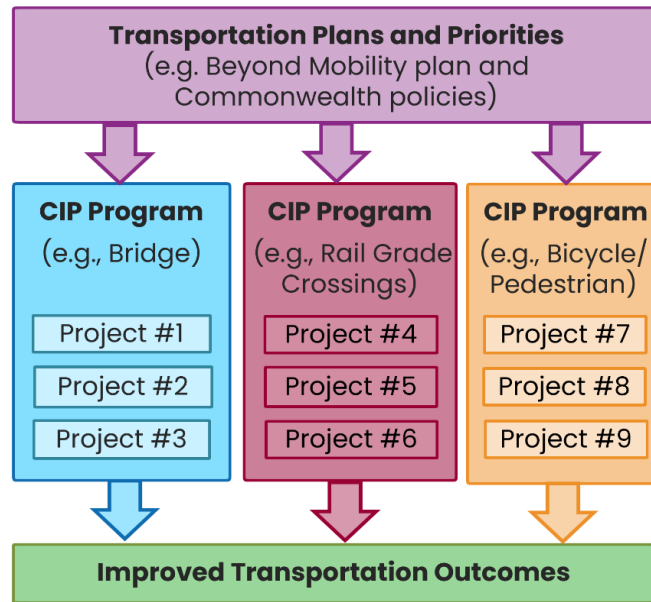 Transportation Plans and Priorities
(e.g. Beyond Mobility plan and
Commonwealth policies)
CIP Program
(e.g., Bridge)
Project #1
Project #2
Project #3
CIP Program
(e.g., Rail Grade
Crossings)
Project #4
Project #5
Project #6
CIP Program
(e.g., Bicycle/
Pedestrian)
Project #7
Project #8
Project #9
Improved Transportation Outcomes